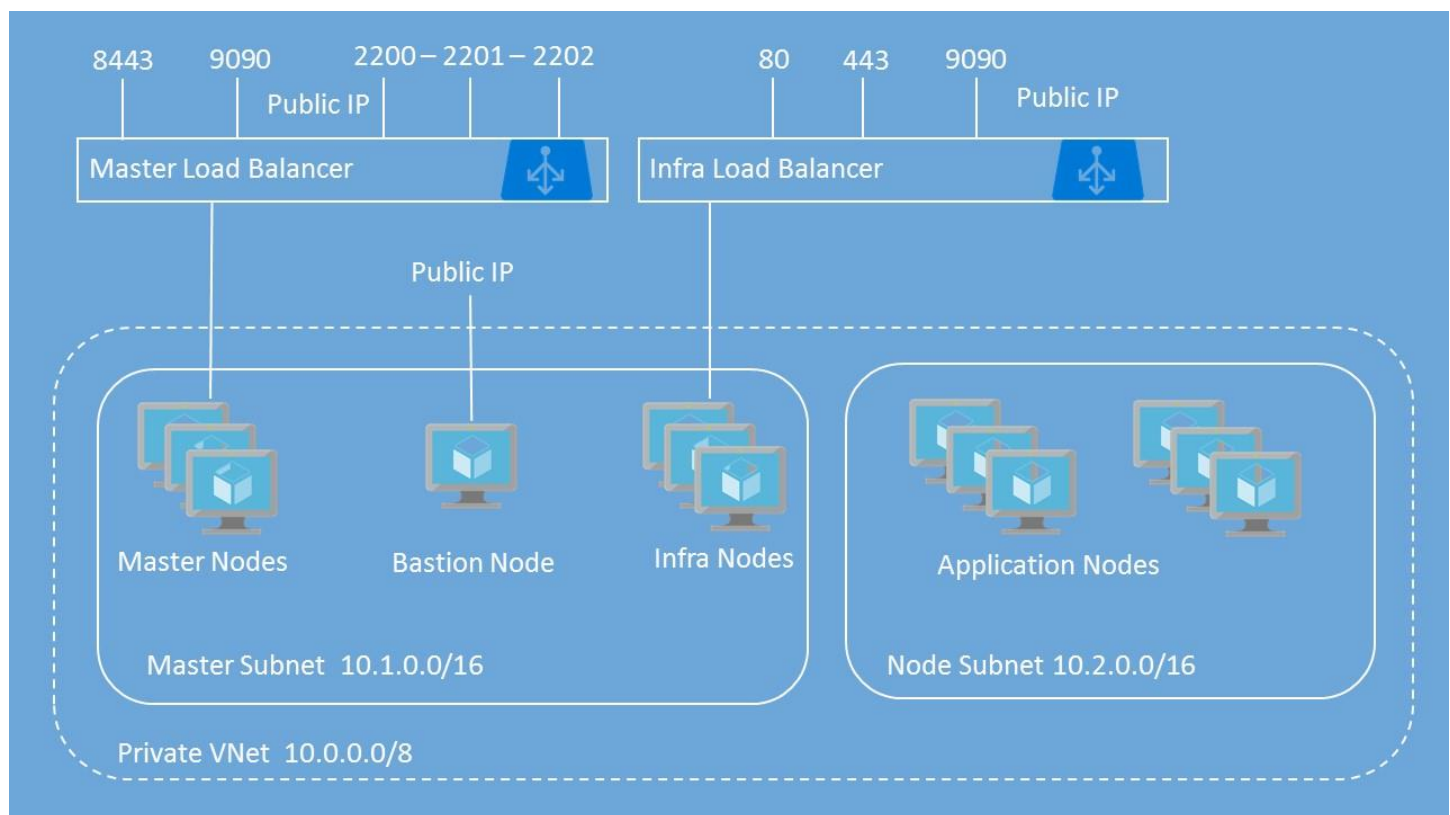 8443 9090 2200 – 2201 – 2202 80 443 9090
Public IP Public IP
Master Load Balancer Infra Load Balancer
Public IP
Master Nodes Bastion Node Infra Nodes Application Nodes
Master Subnet 10.1.0.0/16 Node Subnet 10.2.0.0/16
Private VNet 10.0.0.0/8